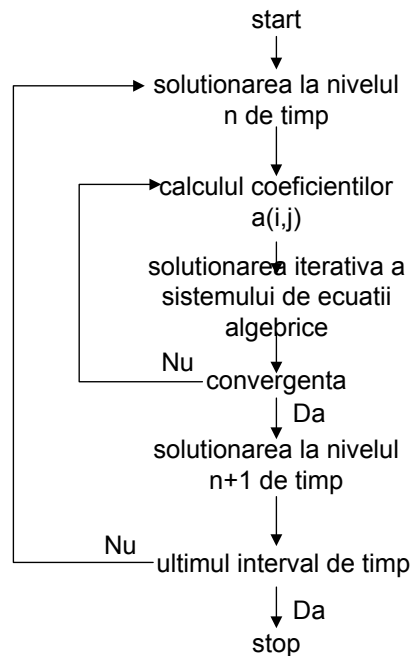 start
solutionarea la nivelul
n de timp
calculul coeficientilor
a(i,j)
solutionarea iterativa a
sistemului de ecuatii
algebrice
Nu
convergenta
Da
solutionarea la nivelul
n+1 de timp
Nu
ultimul interval de timp
Da
stop